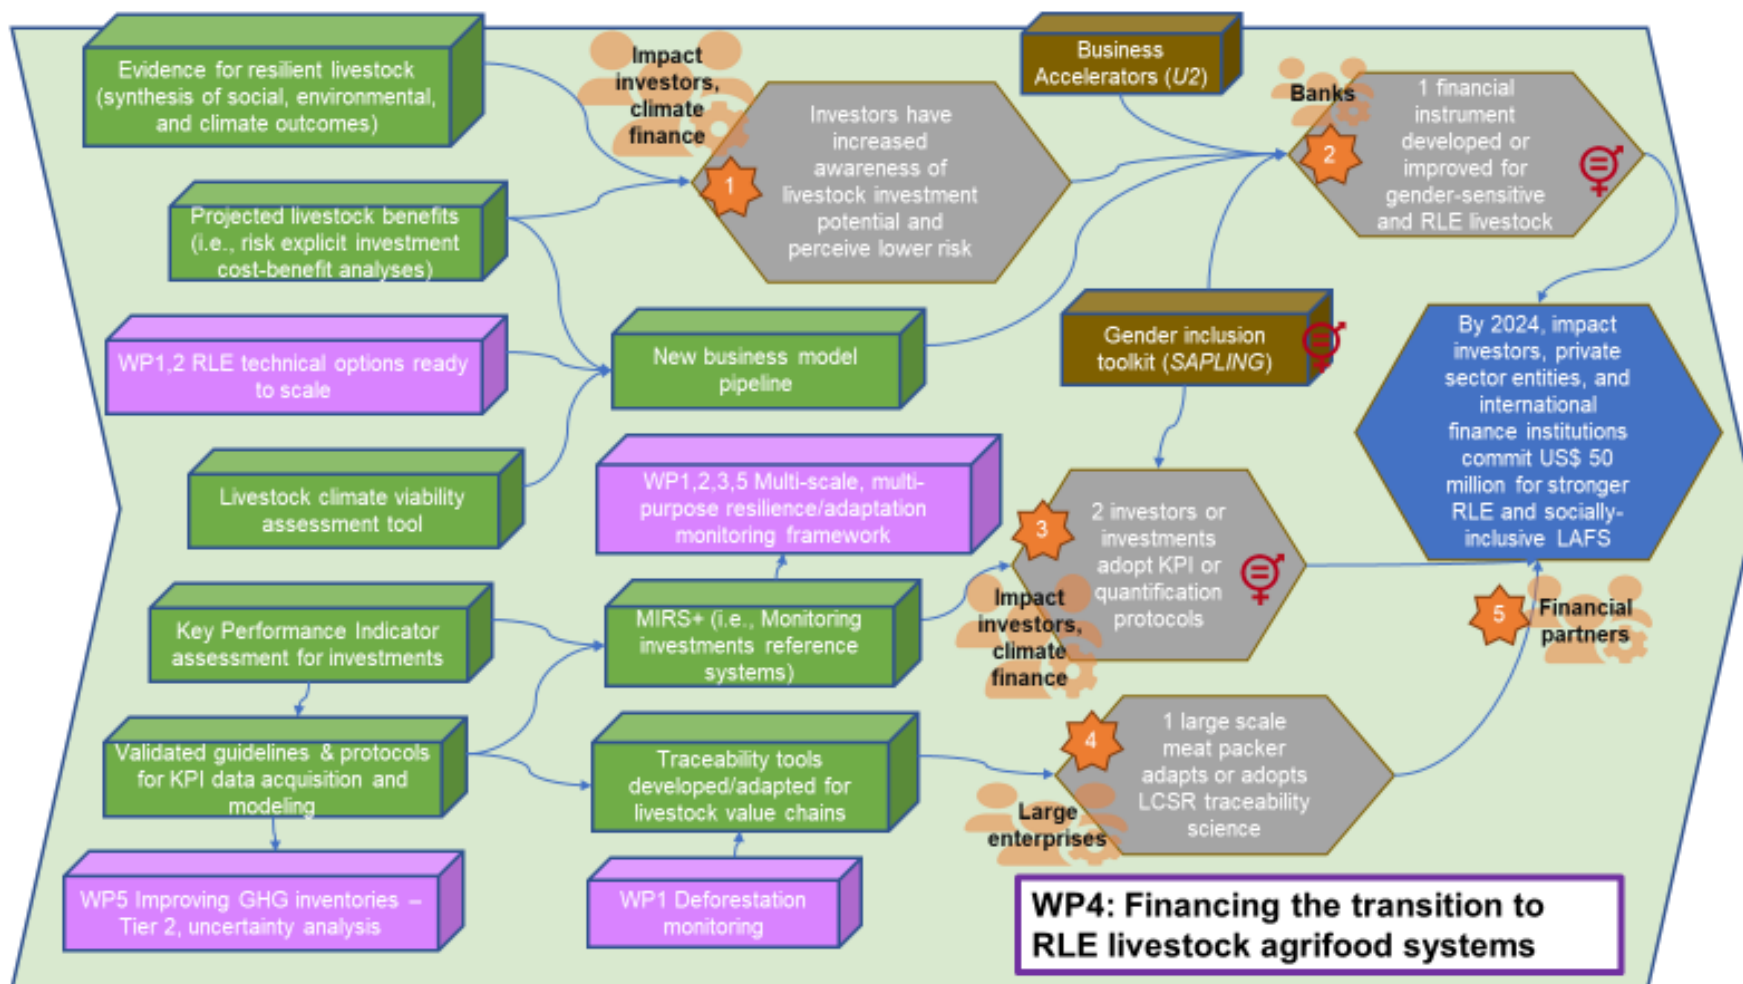 Evidence for resilient livestock
(synthesis of social, environmental,
and climate outcomes)
Impact
investors,
climate
finance
1
Investors have
increased
awareness of
livestock investment
potential and
perceive lower risk
Business
Accelerators (U2)
Banks
2
1 financial
instrument
developed or
improved for
gender-sensitive
and RLE livestock
Projected livestock benefits
(i.e., risk explicit investment
cost-benefit analyses)
WP1,2 RLE technical options ready
to scale
New business model
pipeline
Gender inclusion
toolkit (SAPLING)
By 2024, impact
investors, private
sector entities, and
international
finance institutions
commit US$ 50
million for stronger
RLE and socially-
inclusive LAFS
Livestock climate viability
assessment tool
WP1,2,3,5 Multi-scale, multi-
purpose resilience/adaptation
monitoring framework
3
2 investors or
investments
adopt KPI or
quantification
protocols
Impact
investors,
climate
finance
Key Performance Indicator
assessment for investments
MIRS+ (i.e., Monitoring
investments reference
systems)
5
Financial
partners
Validated guidelines & protocols
for KPI data acquisition and
modeling
Traceability tools
developed/adapted for
livestock value chains
4
1 large scale
meat packer
adapts or adopts
LCSR traceability
science
Large
enterprises
WP5 Improving GHG inventories –
Tier 2, uncertainty analysis
WP1 Deforestation
monitoring
WP4: Financing the transition to
RLE livestock agrifood systems